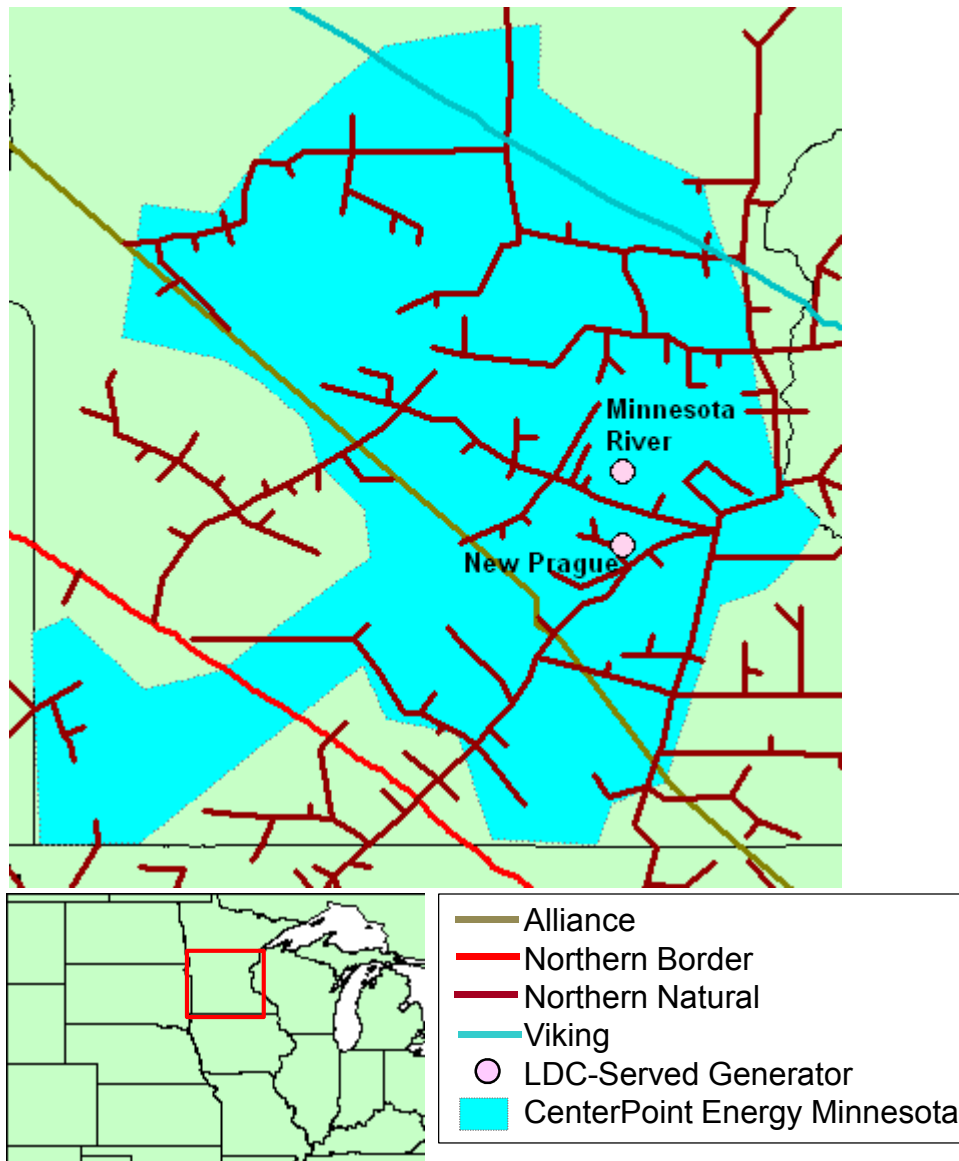 Minnesota
River
New Prague
Alliance
Northern Border
Northern Natural
Viking
LDC-Served Generator
CenterPoint Energy Minnesota